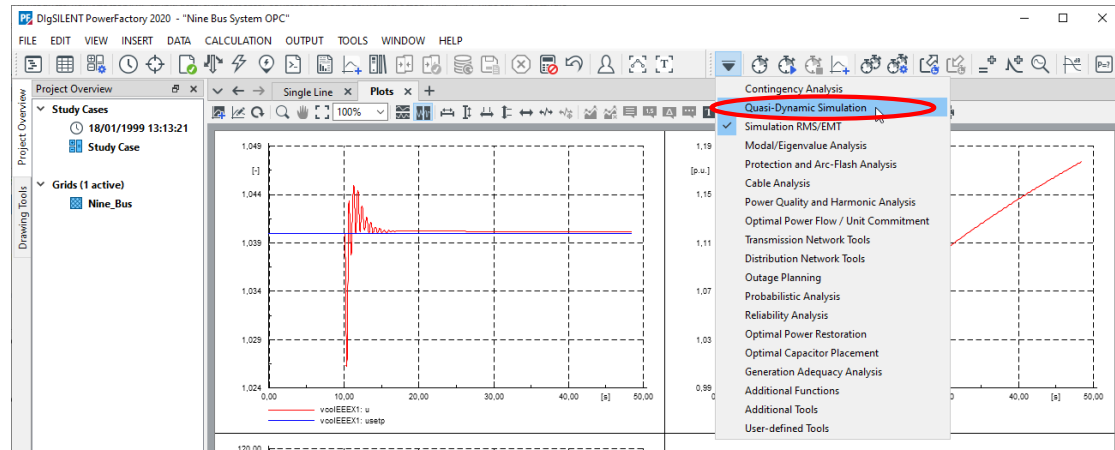 DIgSILENT PowerFactory 2020 - "Nine Bus System OPC"
FILE EDIT VIEW INSERT DATA CALCULATION OUTPUT TOOLS WINDOW HELP
Project Overview
Single Line
Plots
100%
Project Overview
Drawing Tools
Study Cases
18/01/1999 13:13:21
Study Case
Grids (1 active)
Nine_Bus
1,049
[-]
1,044
1,039
1,034
1,029
1,024
0,00 10,00 20,00 30,00 40,00 [s] 50,00
vcoIEEEX1: u
vcoIEEEX1: usetp
120,00
1,19
[p.u.]
1,15
1,11
1,07
1,03
0,99
40,00 [s] 50,00
Contingency Analysis
Quasi-Dynamic Simulation
Simulation RMS/EMT
Modal/Eigenvalue Analysis
Protection and Arc-Flash Analysis
Cable Analysis
Power Quality and Harmonic Analysis
Optimal Power Flow / Unit Commitment
Transmission Network Tools
Distribution Network Tools
Outage Planning
Probabilistic Analysis
Reliability Analysis
Optimal Power Restoration
Optimal Capacitor Placement
Generation Adequacy Analysis
Additional Functions
Additional Tools
User-defined Tools